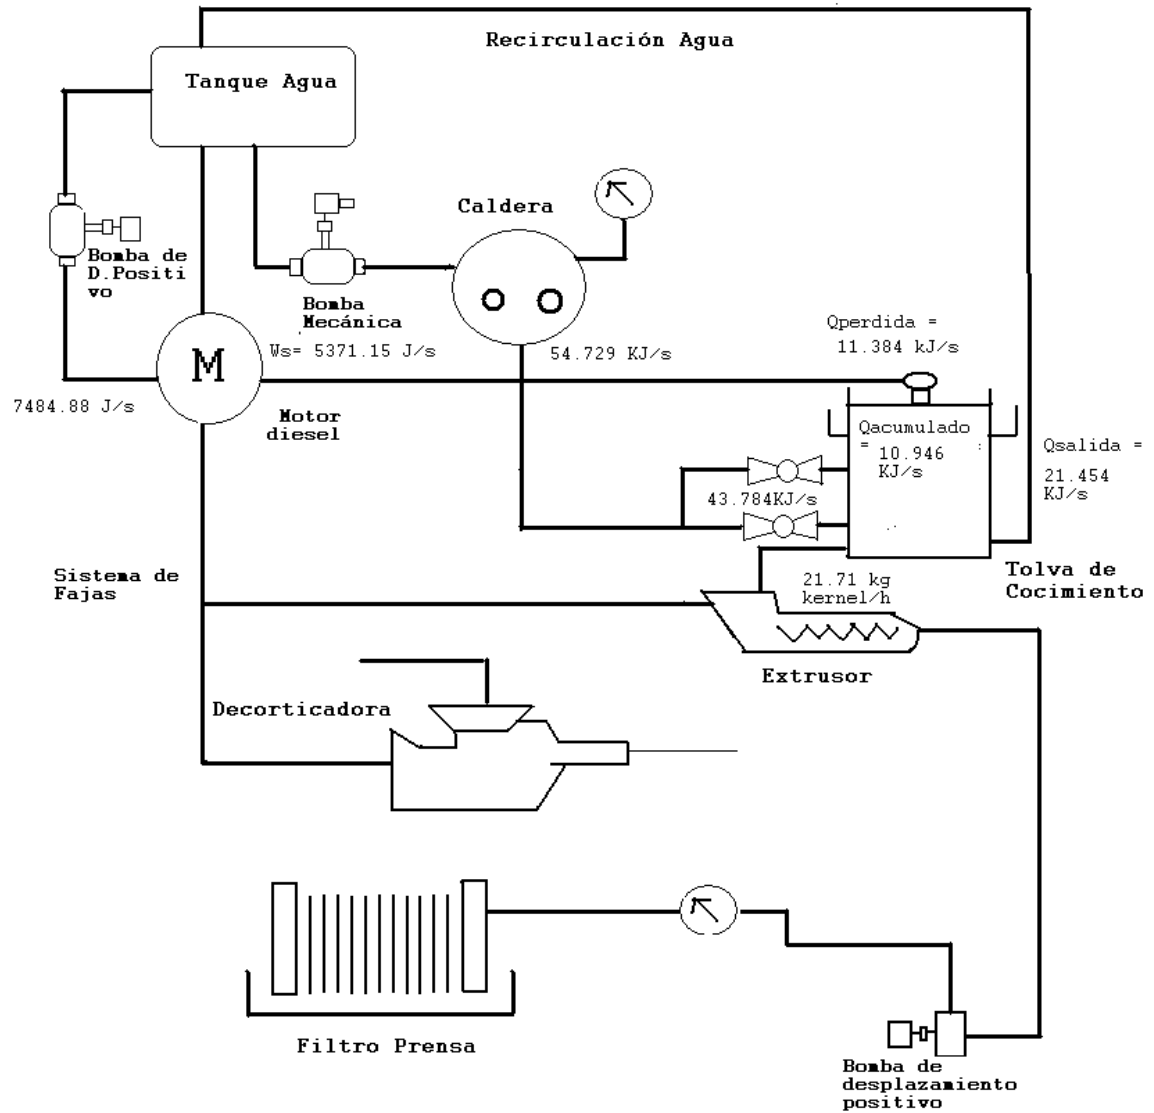 Recirculación Agua
Tanque Agua
Caldera
Bomba de
D.Positi
vo
Bomba
Mecánica
Qperdida =
11.384 kJ/s
M
Ws= 5371.15 J/s
54.729 KJ/s
7484.88 J/s
Motor
diesel
Qacumulado
= 10.946
KJ/s
Qsalida =
21.454
KJ/s
43.784KJ/s
Sistema de
Fajas
21.71 kg
kernel/h
Tolva de
Cocimiento
Extrusor
Decorticadora
Filtro Prensa
Bomba de
desplazamiento
positivo